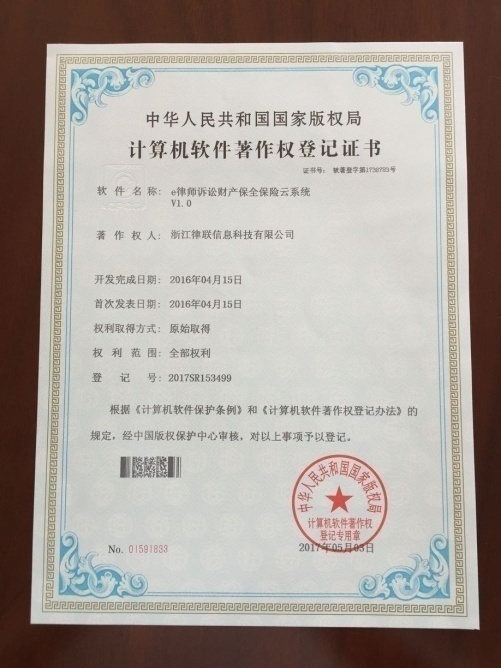 中华人民共和国国家版权局
计算机软件著作权登记证书
证书号: 软著登字第1730783号
软件名称: e律师诉讼财产保全保险云系统
V1.0
著作权人: 浙江律联信息科技有限公司
开发完成日期: 2016年04月15日
首次发表日期: 2016年04月15日
权利取得方式: 原始取得
权利范围: 全部权利
登记号: 2017SR153499
根据《计算机软件保护条例》和《计算机软件著作权登记办法》的
规定,经中国版权保护中心审核,对以上事项予以登记。
中华人民共和国国家版权局
计算机软件著作权
登记专用章
No. 01591833
2017年05月03日